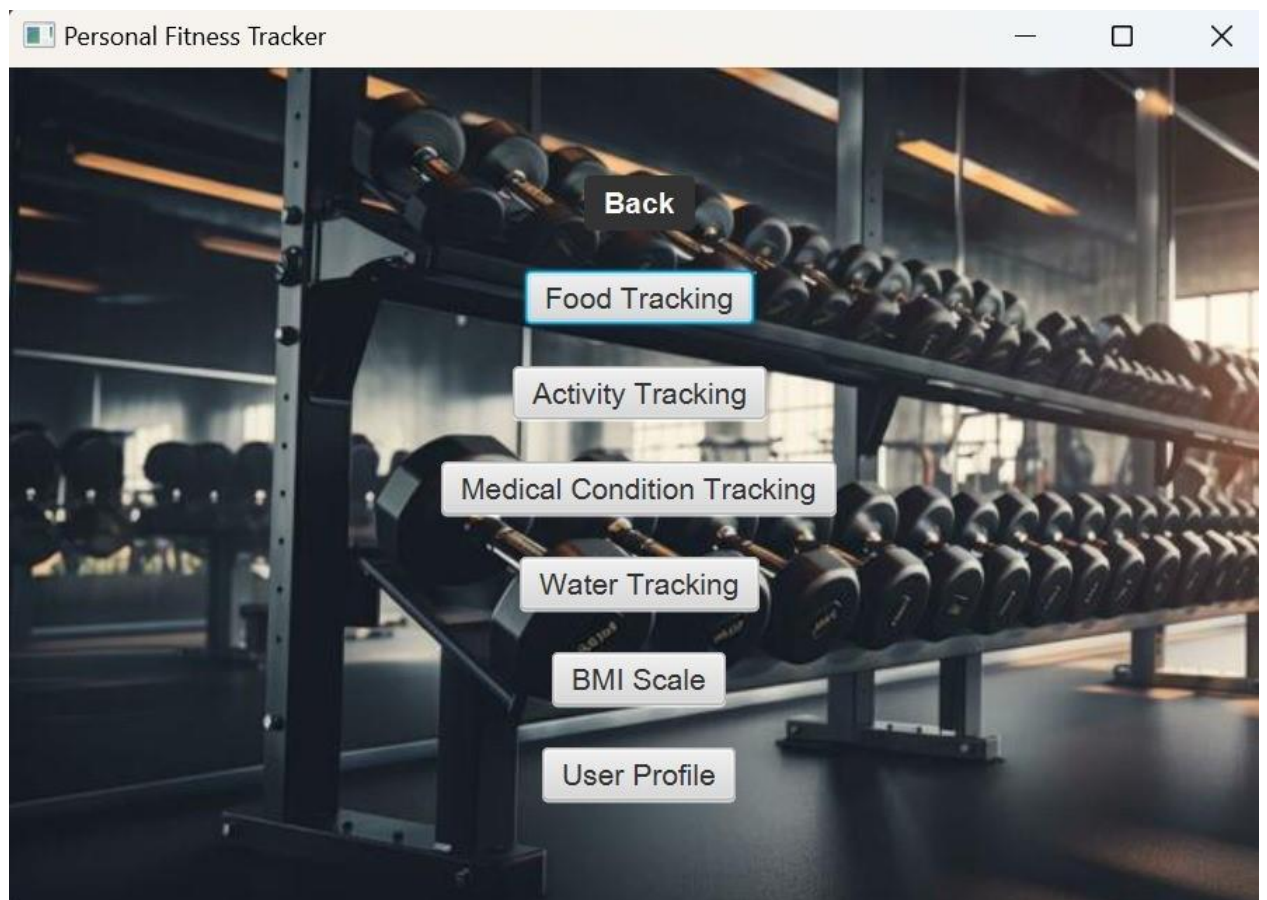 Personal Fitness Tracker
Back
Food Tracking
Activity Tracking
Medical Condition Tracking
Water Tracking
BMI Scale
User Profile